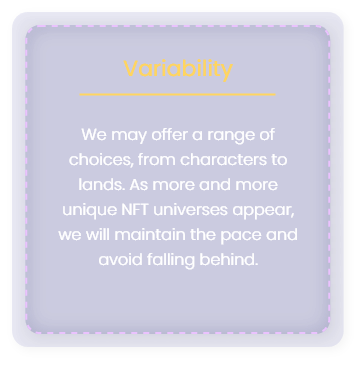 Variability
We may offer a range of
choices, from characters to
lands. As more and more
unique NFT universes appear,
we will maintain the pace and
avoid falling behind.